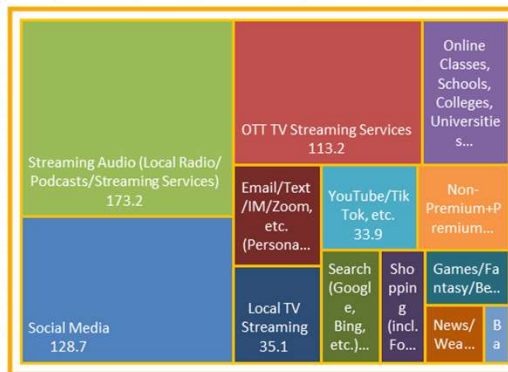 Streaming Audio (Local Radio/
Podcasts/Streaming Services)
173.2
Social Media
128.7
OTT TV Streaming Services
113.2
Online
Classes,
Schools,
Colleges,
Universitie
s...
Email/Text
/IM/Zoom,
etc.
(Persona...
YouTube/Tik
Tok, etc.
33.9
Non-
Premium+P
remium...
Local TV
Streaming
35.1
Search
(Googl
e,
Bing,
etc.)...
Sho
ppin
g
(incl.
Fo...
Games/Fa
ntasy/Be...
News/
Wea...
B
a